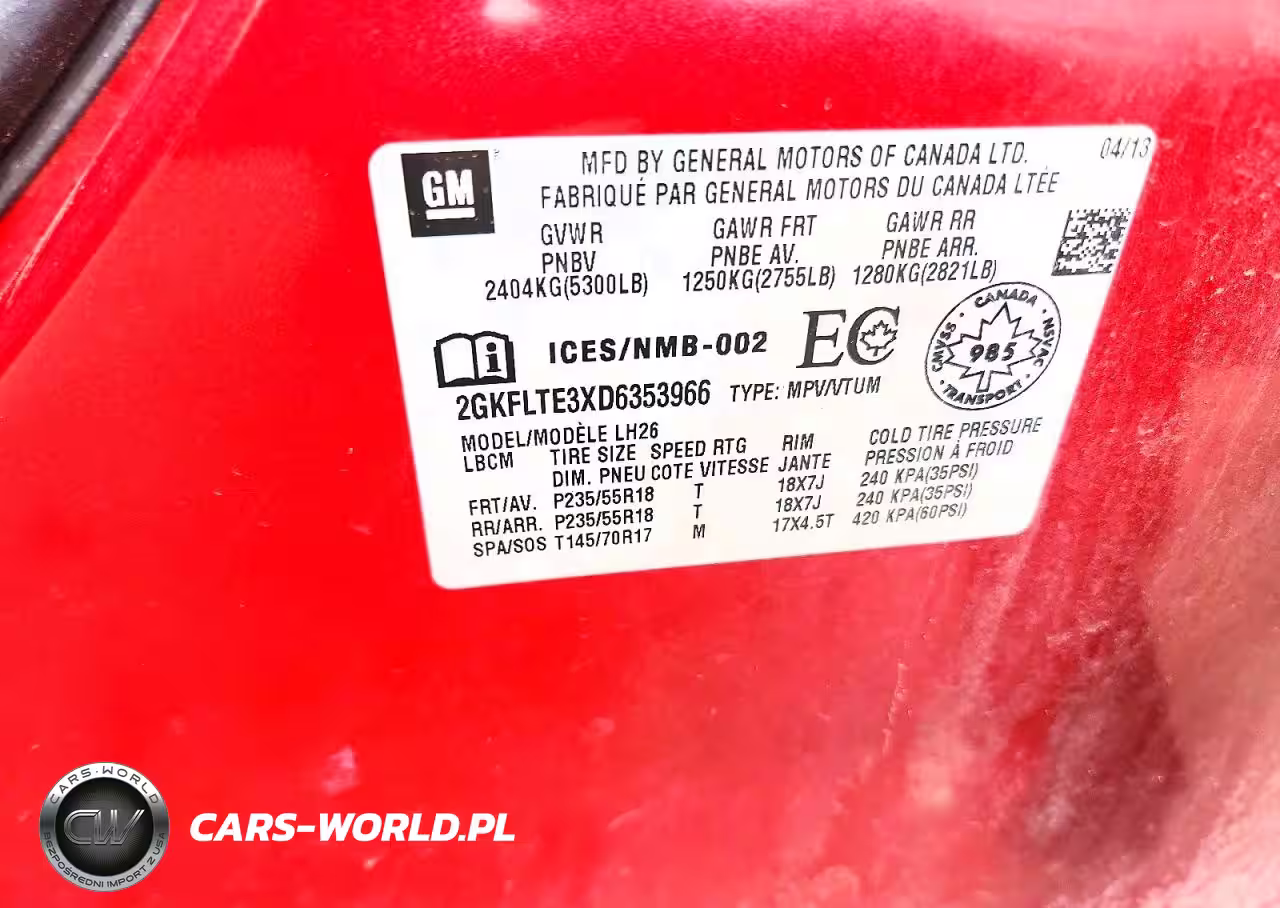 GM
MFD BY GENERAL MOTORS OF CANADA LTD.
04/13
FABRIQUÉ PAR GENERAL MOTORS DU CANADA LTÉE
GVWR GAWR FRT GAWR RR
PNBV PNBE AV. PNBE ARR.
2404KG(5300LB) 1250KG(2755LB) 1280KG(2821LB)
i ICES/NMB-002 EC
CANADA
CMVSS 985 NSVAC
TRANSPORT
2GKFLTE3XD6353966 TYPE: MPV/VTUM
MODEL/MODÈLE LH26
LBCM TIRE SIZE SPEED RTG RIM COLD TIRE PRESSURE
DIM. PNEU COTE VITESSE JANTE PRESSION À FROID
FRT/AV. P235/55R18 T 18X7J 240 KPA(35PSI)
RR/ARR. P235/55R18 T 18X7J 240 KPA(35PSI)
SPA/SOS T145/70R17 M 17X4.5T 420 KPA(60PSI)
CARS-WORLD
CW
BEZPOŚREDNI IMPORT Z USA
CARS-WORLD.PL